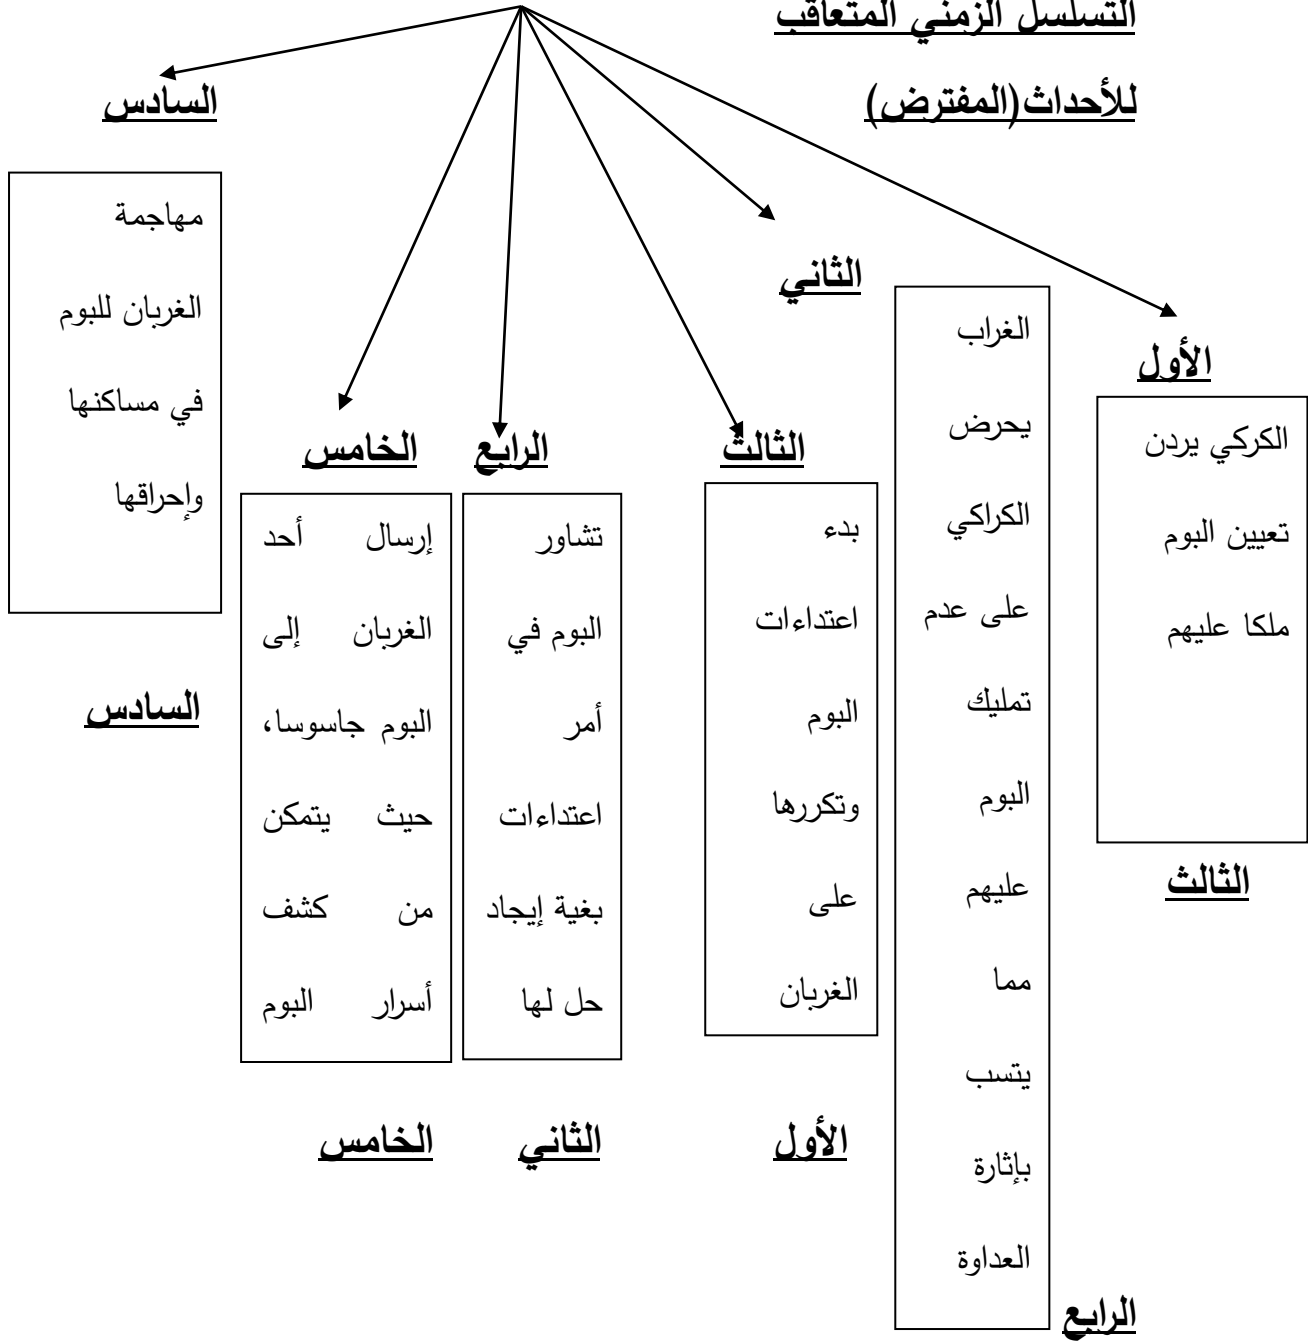 التسلسل الزمني المتعاقب
للأحداث(المفترض)
الأول
الكركي يردن
تعيين البوم
ملكا عليهم
الثالث
الثاني
الغراب
يحرض
الكراكي
على عدم
تمليك
البوم
عليهم
مما
يتسب
بإثارة
العداوة
الرابع
الثالث
بدء
اعتداءات
البوم
وتكررها
على
الغربان
الأول
الرابع
تشاور
البوم في
أمر
اعتداءات
بغية إيجاد
حل لها
الثاني
الخامس
إرسال أحد
الغربان إلى
البوم جاسوسا،
حيث يتمكن
من كشف
أسرار البوم
الخامس
السادس
مهاجمة
الغربان للبوم
في مساكنها
وإحراقها
السادس